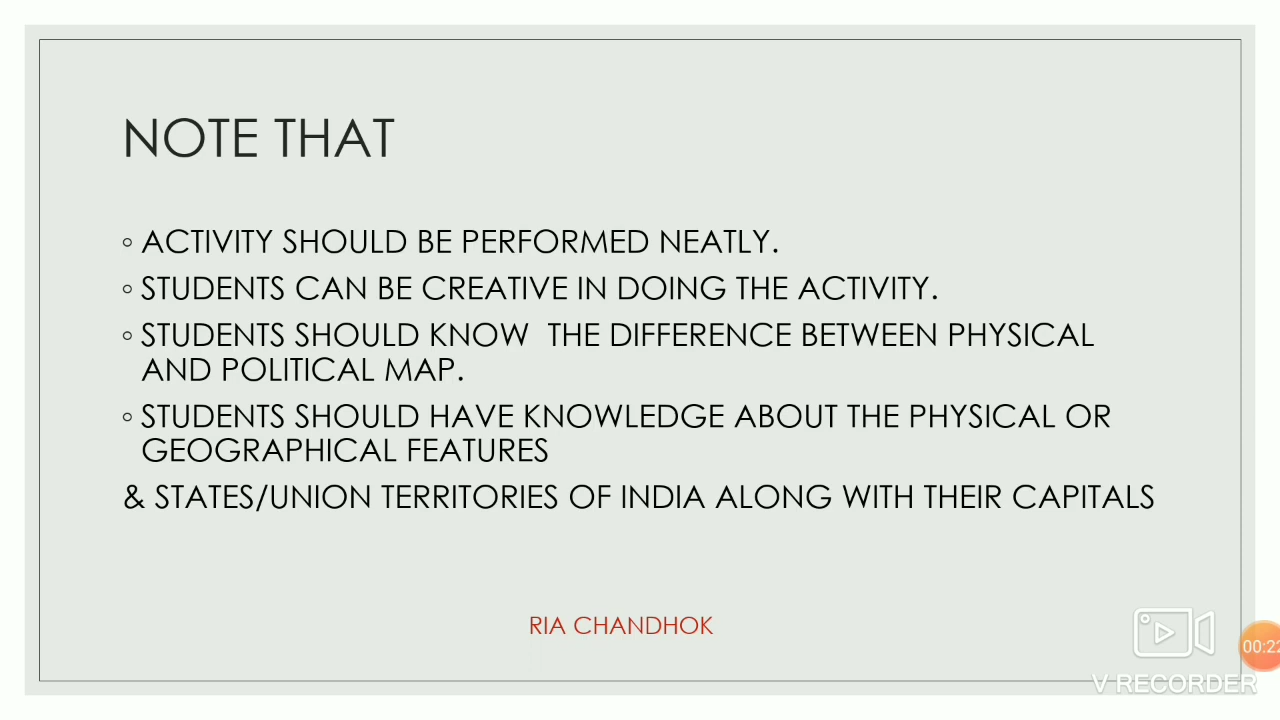 NOTE THAT
◦ ACTIVITY SHOULD BE PERFORMED NEATLY.
◦ STUDENTS CAN BE CREATIVE IN DOING THE ACTIVITY.
◦ STUDENTS SHOULD KNOW  THE DIFFERENCE BETWEEN PHYSICAL
AND POLITICAL MAP.
◦ STUDENTS SHOULD HAVE KNOWLEDGE ABOUT THE PHYSICAL OR
GEOGRAPHICAL FEATURES
& STATES/UNION TERRITORIES OF INDIA ALONG WITH THEIR CAPITALS
RIA CHANDHOK
00:22
V RECORDER